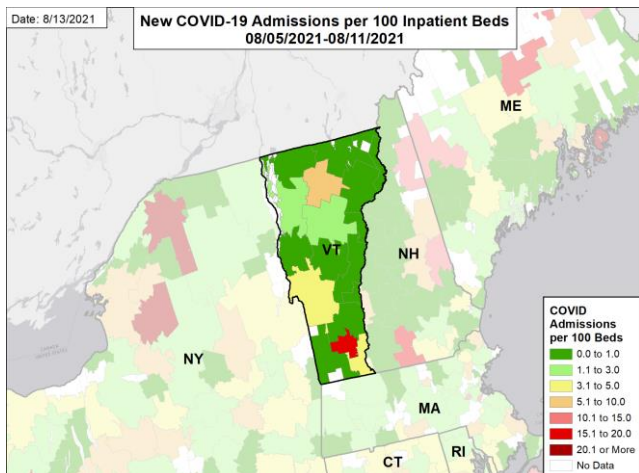 Date: 8/13/2021
New COVID-19 Admissions per 100 Inpatient Beds
08/05/2021-08/11/2021
ME
VT
NH
NY
MA
CT
RI
COVID
Admissions
per 100 Beds
0.0 to 1.0
1.1 to 3.0
3.1 to 5.0
5.1 to 10.0
10.1 to 15.0
15.1 to 20.0
20.1 or More
No Data